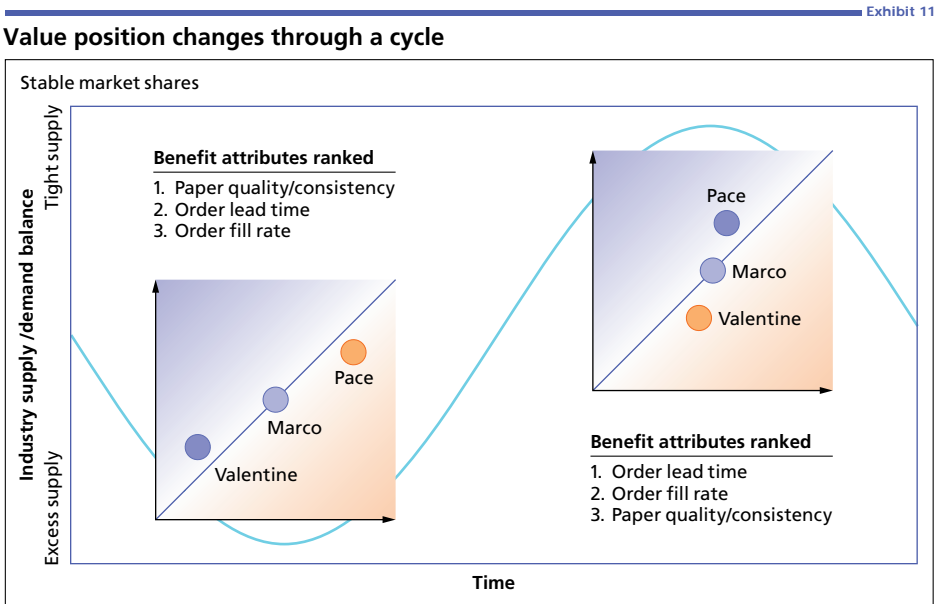 Exhibit 11
Value position changes through a cycle
Stable market shares
Industry supply /demand balance
Tight supply
Excess supply
Benefit attributes ranked
1. Paper quality/consistency
2. Order lead time
3. Order fill rate
Pace
Marco
Valentine
Pace
Marco
Valentine
Benefit attributes ranked
1. Order lead time
2. Order fill rate
3. Paper quality/consistency
Time